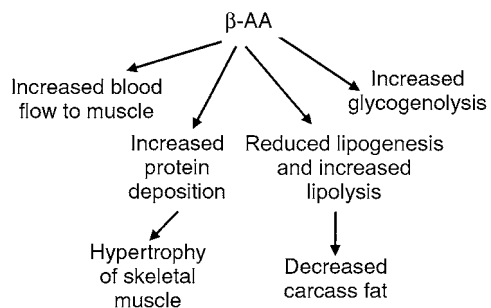 β-AA
Increased blood
flow to muscle
Increased
glycogenolysis
Increased
protein
deposition
Reduced lipogenesis
and increased
lipolysis
Hypertrophy
of skeletal
muscle
Decreased
carcass fat